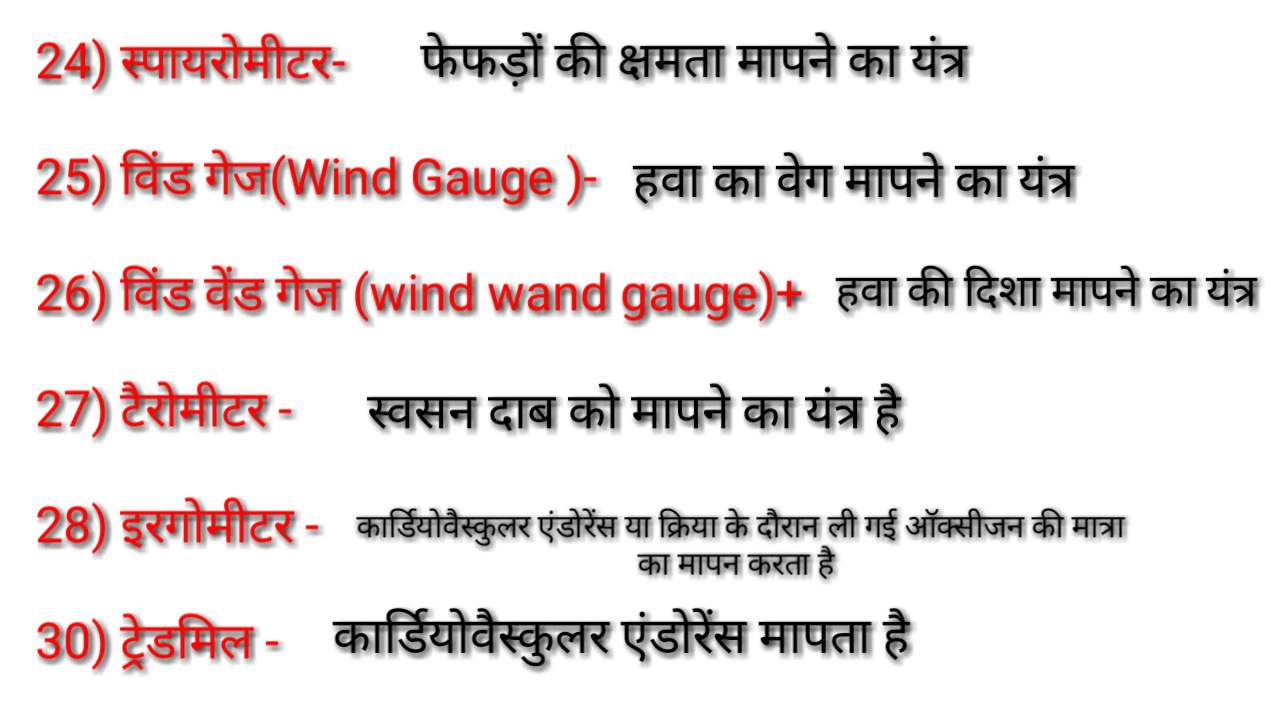 24) स्पायरोमीटर- फेफड़ों की क्षमता मापने का यंत्र
25) विंड गेज(Wind Gauge )- हवा का वेग मापने का यंत्र
26) विंड वेंड गेज (wind wand gauge)+ हवा की दिशा मापने का यंत्र
27) टैरोमीटर - स्वसन दाब को मापने का यंत्र है
28) इरगोमीटर - कार्डियोवैस्कुलर एंडोरेंस या क्रिया के दौरान ली गई ऑक्सीजन की मात्रा
का मापन करता है
30) ट्रेडमिल - कार्डियोवैस्कुलर एंडोरेंस मापता है